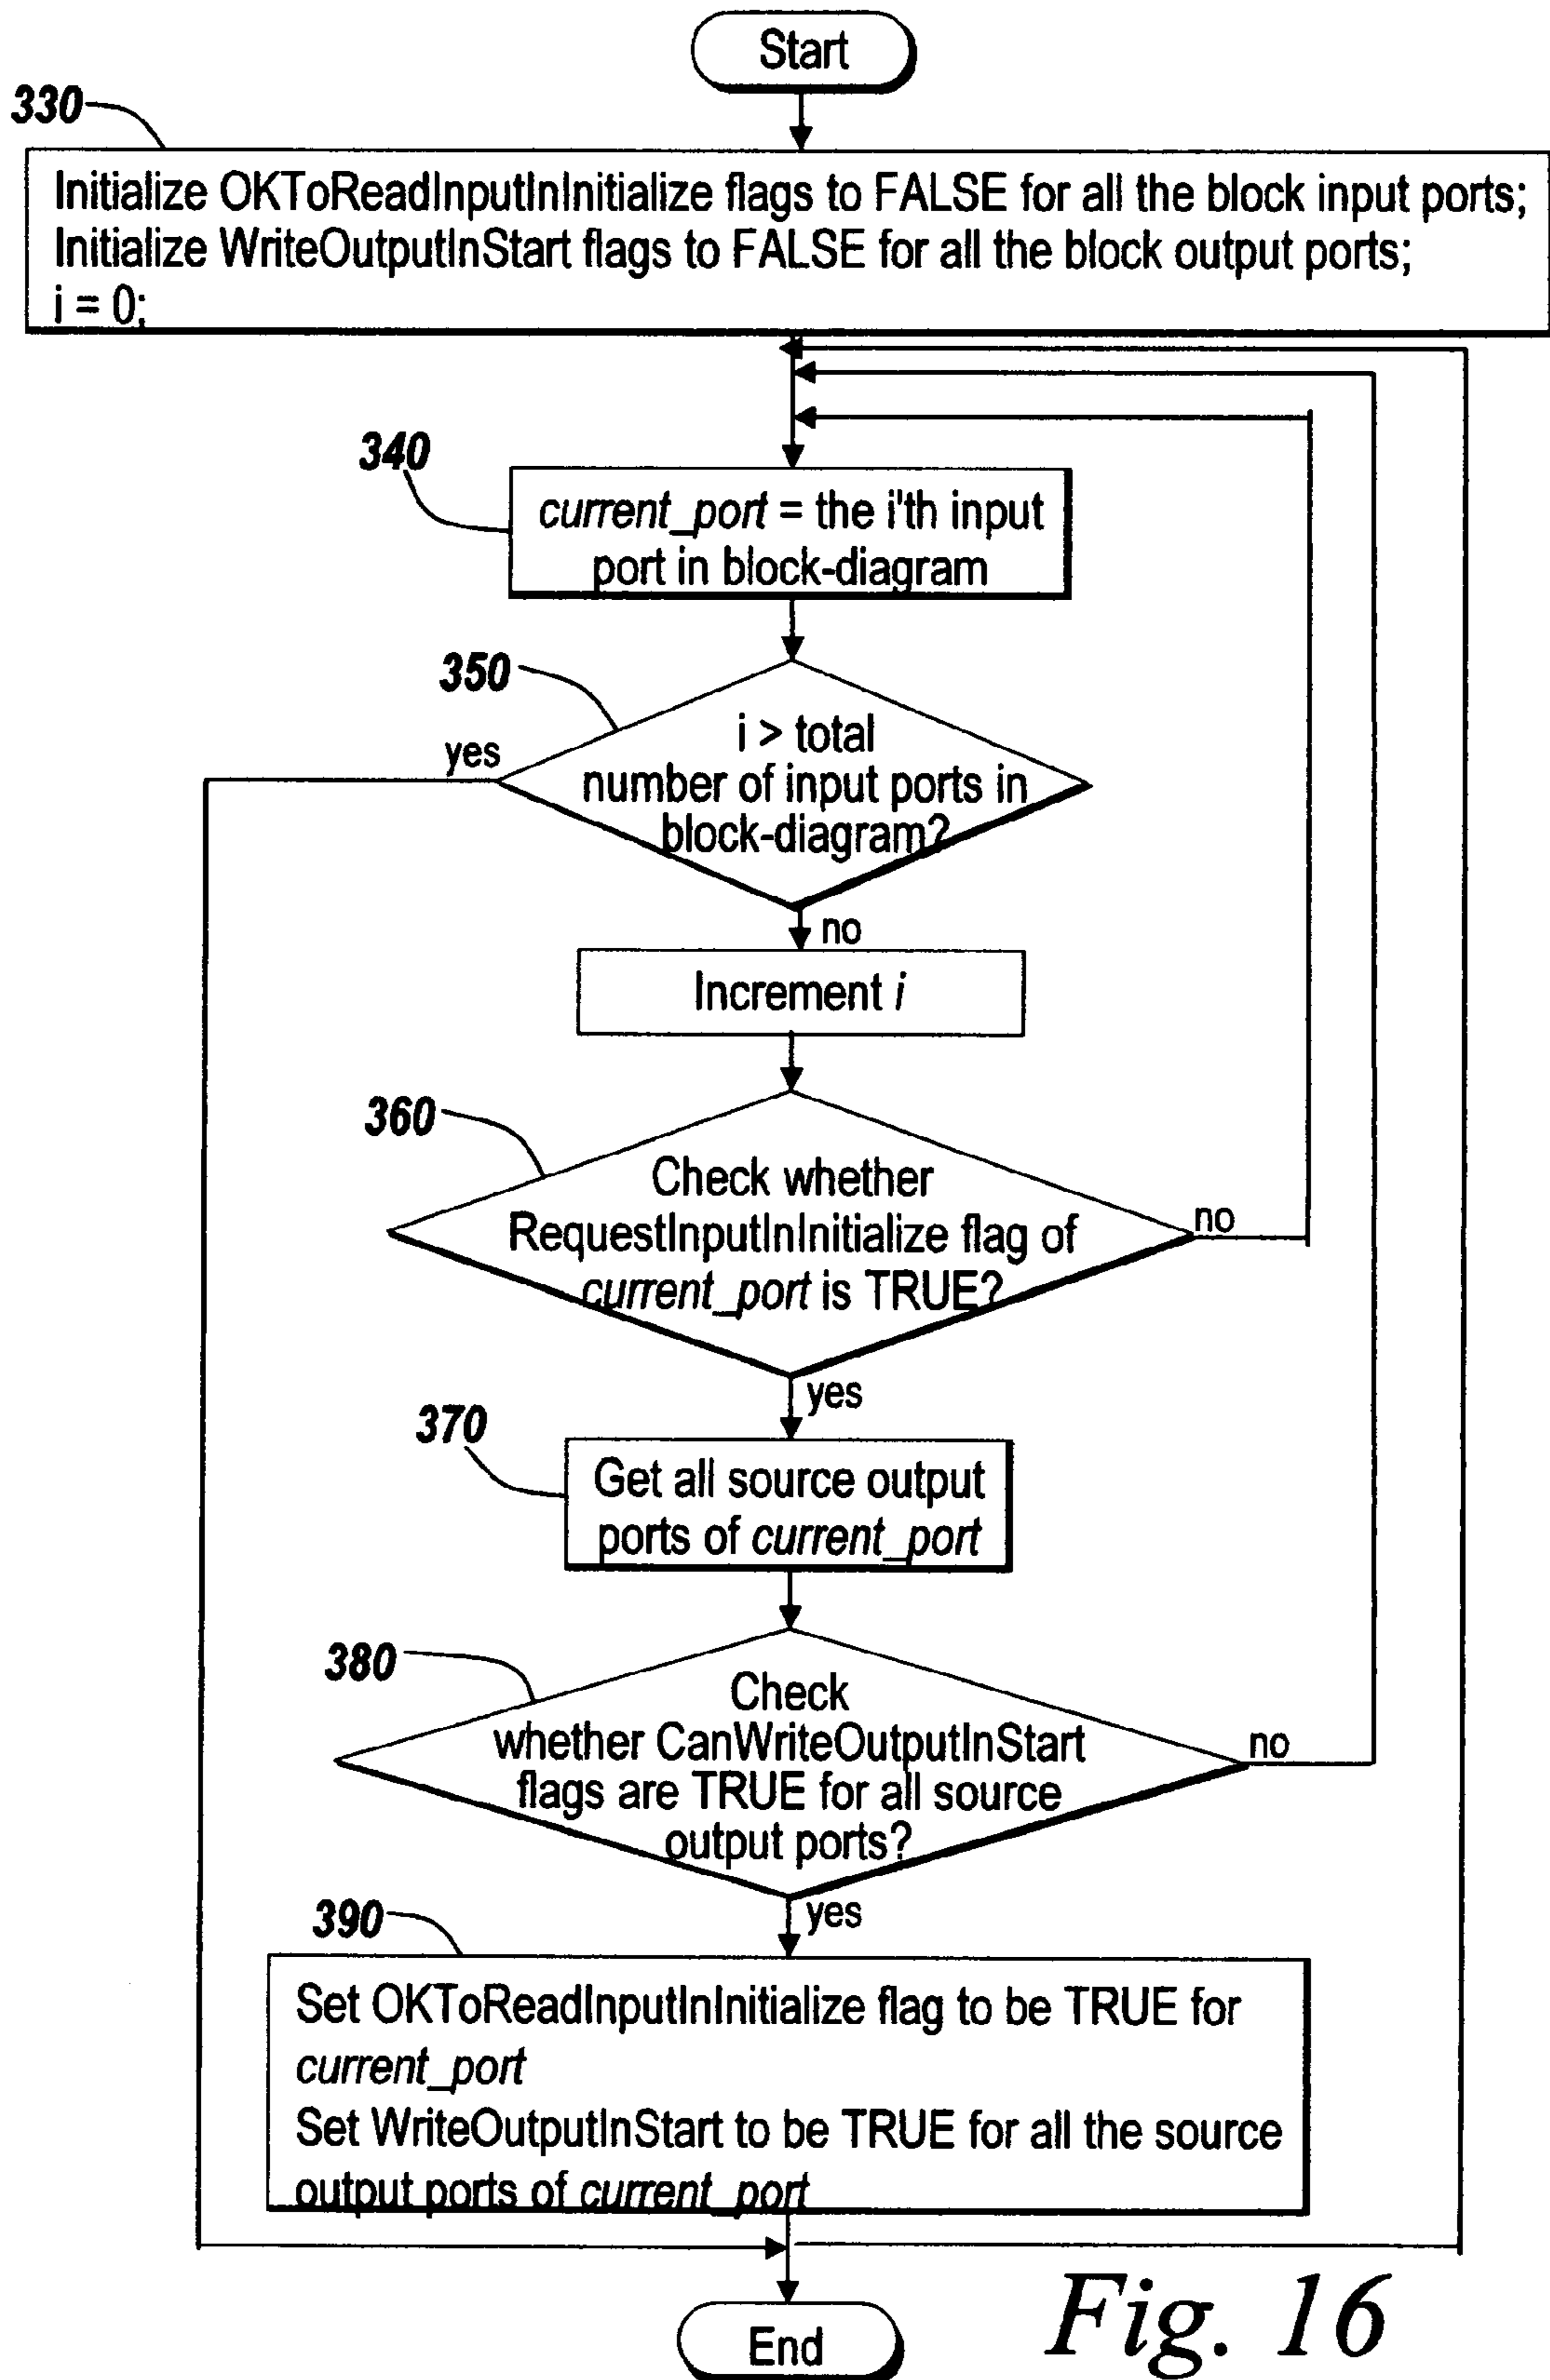 Start
330
Initialize OKToReadInputInInitialize flags to FALSE for all the block input ports;
Initialize WriteOutputInStart flags to FALSE for all the block output ports;
i = 0;
340
current_port = the i'th input
port in block-diagram
350
i > total
number of input ports in
block-diagram?
yes
no
Increment i
360
Check whether
RequestInputInInitialize flag of
current_port is TRUE?
no
yes
370
Get all source output
ports of current_port
380
Check
whether CanWriteOutputInStart
flags are TRUE for all source
output ports?
no
yes
390
Set OKToReadInputInInitialize flag to be TRUE for
current_port
Set WriteOutputInStart to be TRUE for all the source
output ports of current_port
End
Fig. 16